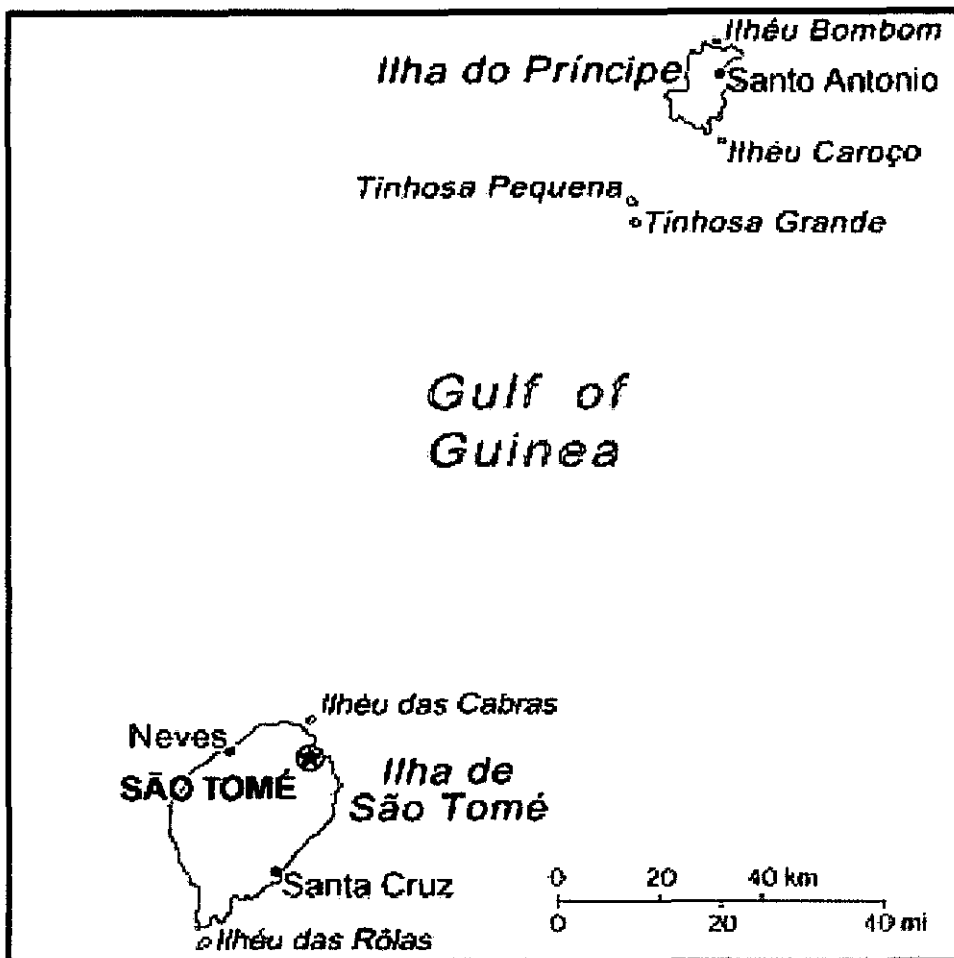 Ilhéu Bombom
Ilha do Príncipe
Santo Antonio
Ilhéu Caroço
Tinhosa Pequena
Tinhosa Grande
Gulf of
Guinea
Ilhéu das Cabras
Neves
SÃO TOMÉ
Ilha de
São Tomé
Santa Cruz
0 20 40 km
0 20 40 mi
Ilhéu das Rôlas